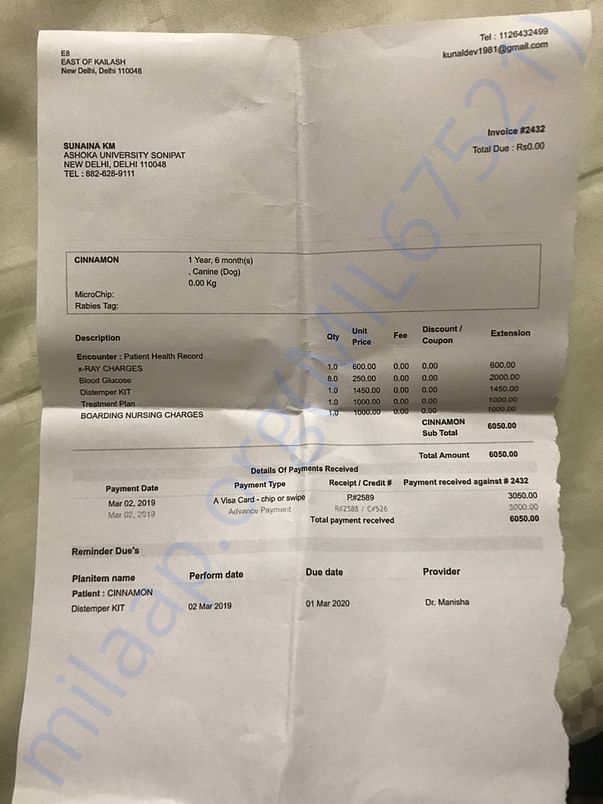 E8
EAST OF KAILASH
New Delhi, Delhi 110048
Tel : 1126432499
kunaldev1981@gmail.com
Invoice #2432
Total Due : Rs0.00
SUNAINA KM
ASHOKA UNIVERSITY SONIPAT
NEW DELHI, DELHI 110048
TEL : 882-628-9111
CINNAMON 1 Year, 6 month(s)
, Canine (Dog)
0.00 Kg
MicroChip:
Rabies Tag:
Description Qty Unit Price Fee Discount / Coupon Extension
Encounter : Patient Health Record
x-RAY CHARGES 1.0 600.00 0.00 0.00 600.00
Blood Glucose 8.0 250.00 0.00 0.00 2000.00
Distemper KIT 1.0 1450.00 0.00 0.00 1450.00
Treatment Plan 1.0 1000.00 0.00 0.00 1000.00
BOARDING NURSING CHARGES 1.0 1000.00 0.00 0.00 1000.00
CINNAMON Sub Total 6050.00
Total Amount 6050.00
Details Of Payments Received
Payment Date Payment Type Receipt / Credit # Payment received against # 2432
Mar 02, 2019 A Visa Card - chip or swipe R#2589 3050.00
Mar 02, 2019 Advance Payment R#2588 / C#526 3000.00
Total payment received 6050.00
Reminder Due's
Planitem name Perform date Due date Provider
Patient : CINNAMON
Distemper KIT 02 Mar 2019 01 Mar 2020 Dr. Manisha
milaap.org(MIL67521)